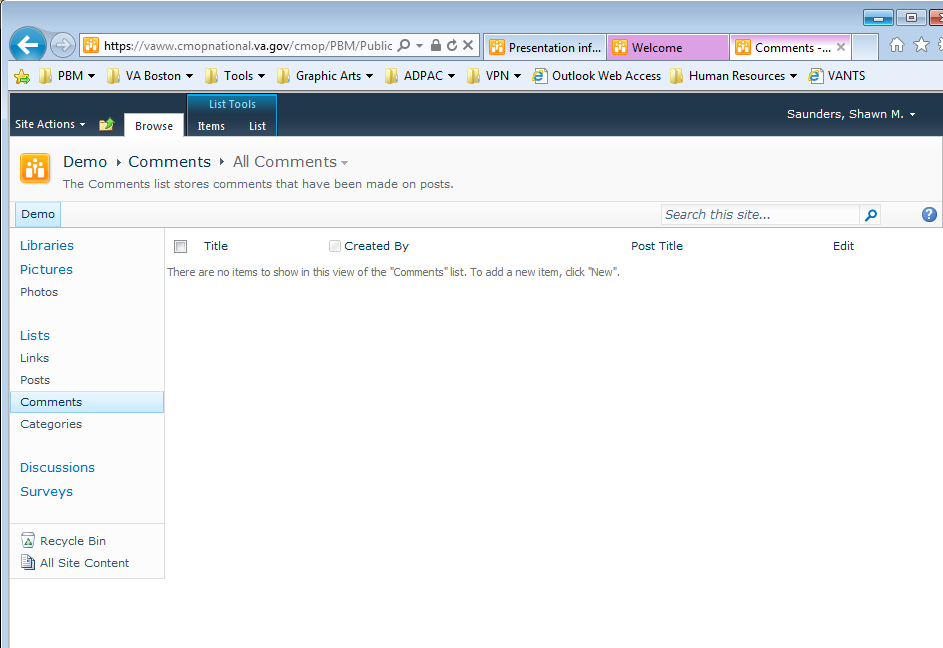 https://vaww.cmopnational.va.gov/cmop/PBM/Public
Presentation inf...
Welcome
Comments -...
PBM
VA Boston
Tools
Graphic Arts
ADPAC
VPN
Outlook Web Access
Human Resources
VANTS
List Tools
Site Actions
Browse
Items
List
Saunders, Shawn M.
Demo
Comments
All Comments
The Comments list stores comments that have been made on posts.
Demo
Search this site...
Libraries
Pictures
Photos
Lists
Links
Posts
Comments
Categories
Discussions
Surveys
Recycle Bin
All Site Content
Title
Created By
Post Title
Edit
There are no items to show in this view of the "Comments" list. To add a new item, click "New".